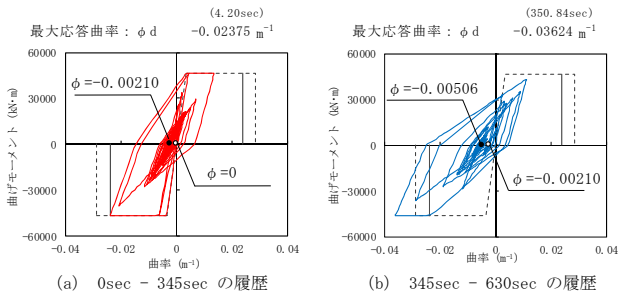 (4.20sec)
最大応答曲率：φd -0.02375 m⁻¹
60000
30000
0
-30000
-60000
曲げモーメント (kN·m)
φ=-0.00210
φ=0
-0.04 -0.02 0 0.02 0.04
曲率 (m⁻¹)
(a) 0sec - 345sec の履歴
(350.84sec)
最大応答曲率：φd -0.03624 m⁻¹
60000
30000
0
-30000
-60000
曲げモーメント (kN·m)
φ=-0.00506
φ=-0.00210
-0.04 -0.02 0 0.02 0.04
曲率 (m⁻¹)
(b) 345sec - 630sec の履歴